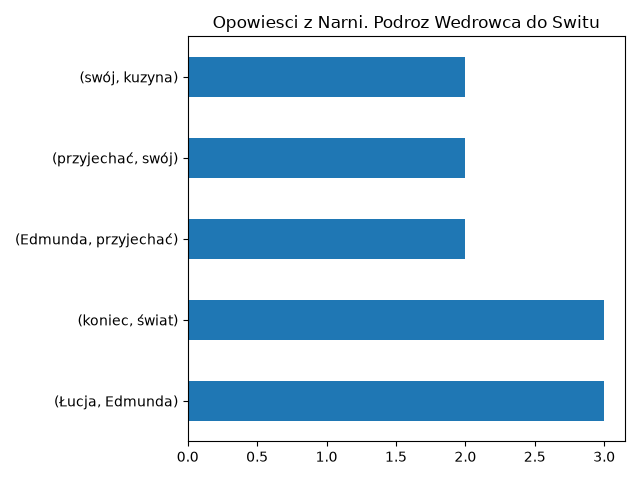 Opowiesci z Narni. Podroz Wedrowca do Switu
(swój, kuzyna)
(przyjechać, swój)
(Edmunda, przyjechać)
(koniec, świat)
(Łucja, Edmunda)
0.0 0.5 1.0 1.5 2.0 2.5 3.0